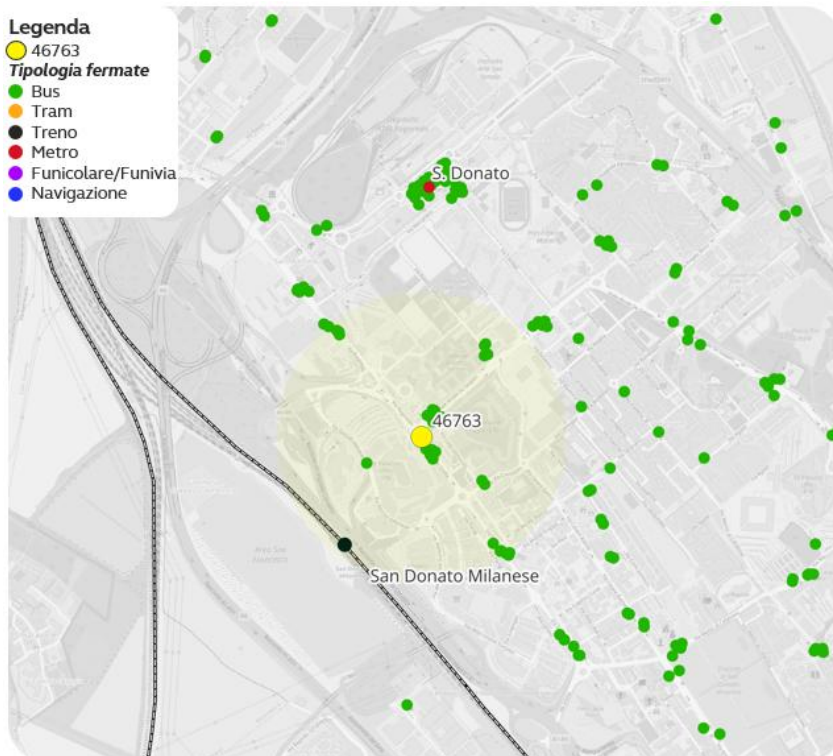 Legenda
46763
Tipologia fermate
Bus
Tram
Treno
Metro
Funicolare/Funivia
Navigazione
S. Donato
46763
San Donato Milanese